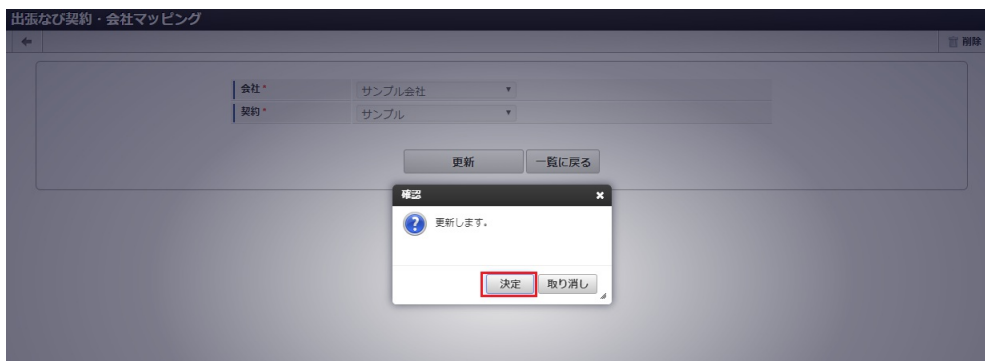 出張なび契約・会社マッピング
削除
会社* サンプル会社
契約* サンプル
更新 一覧に戻る
確認
更新します。
決定 取り消し